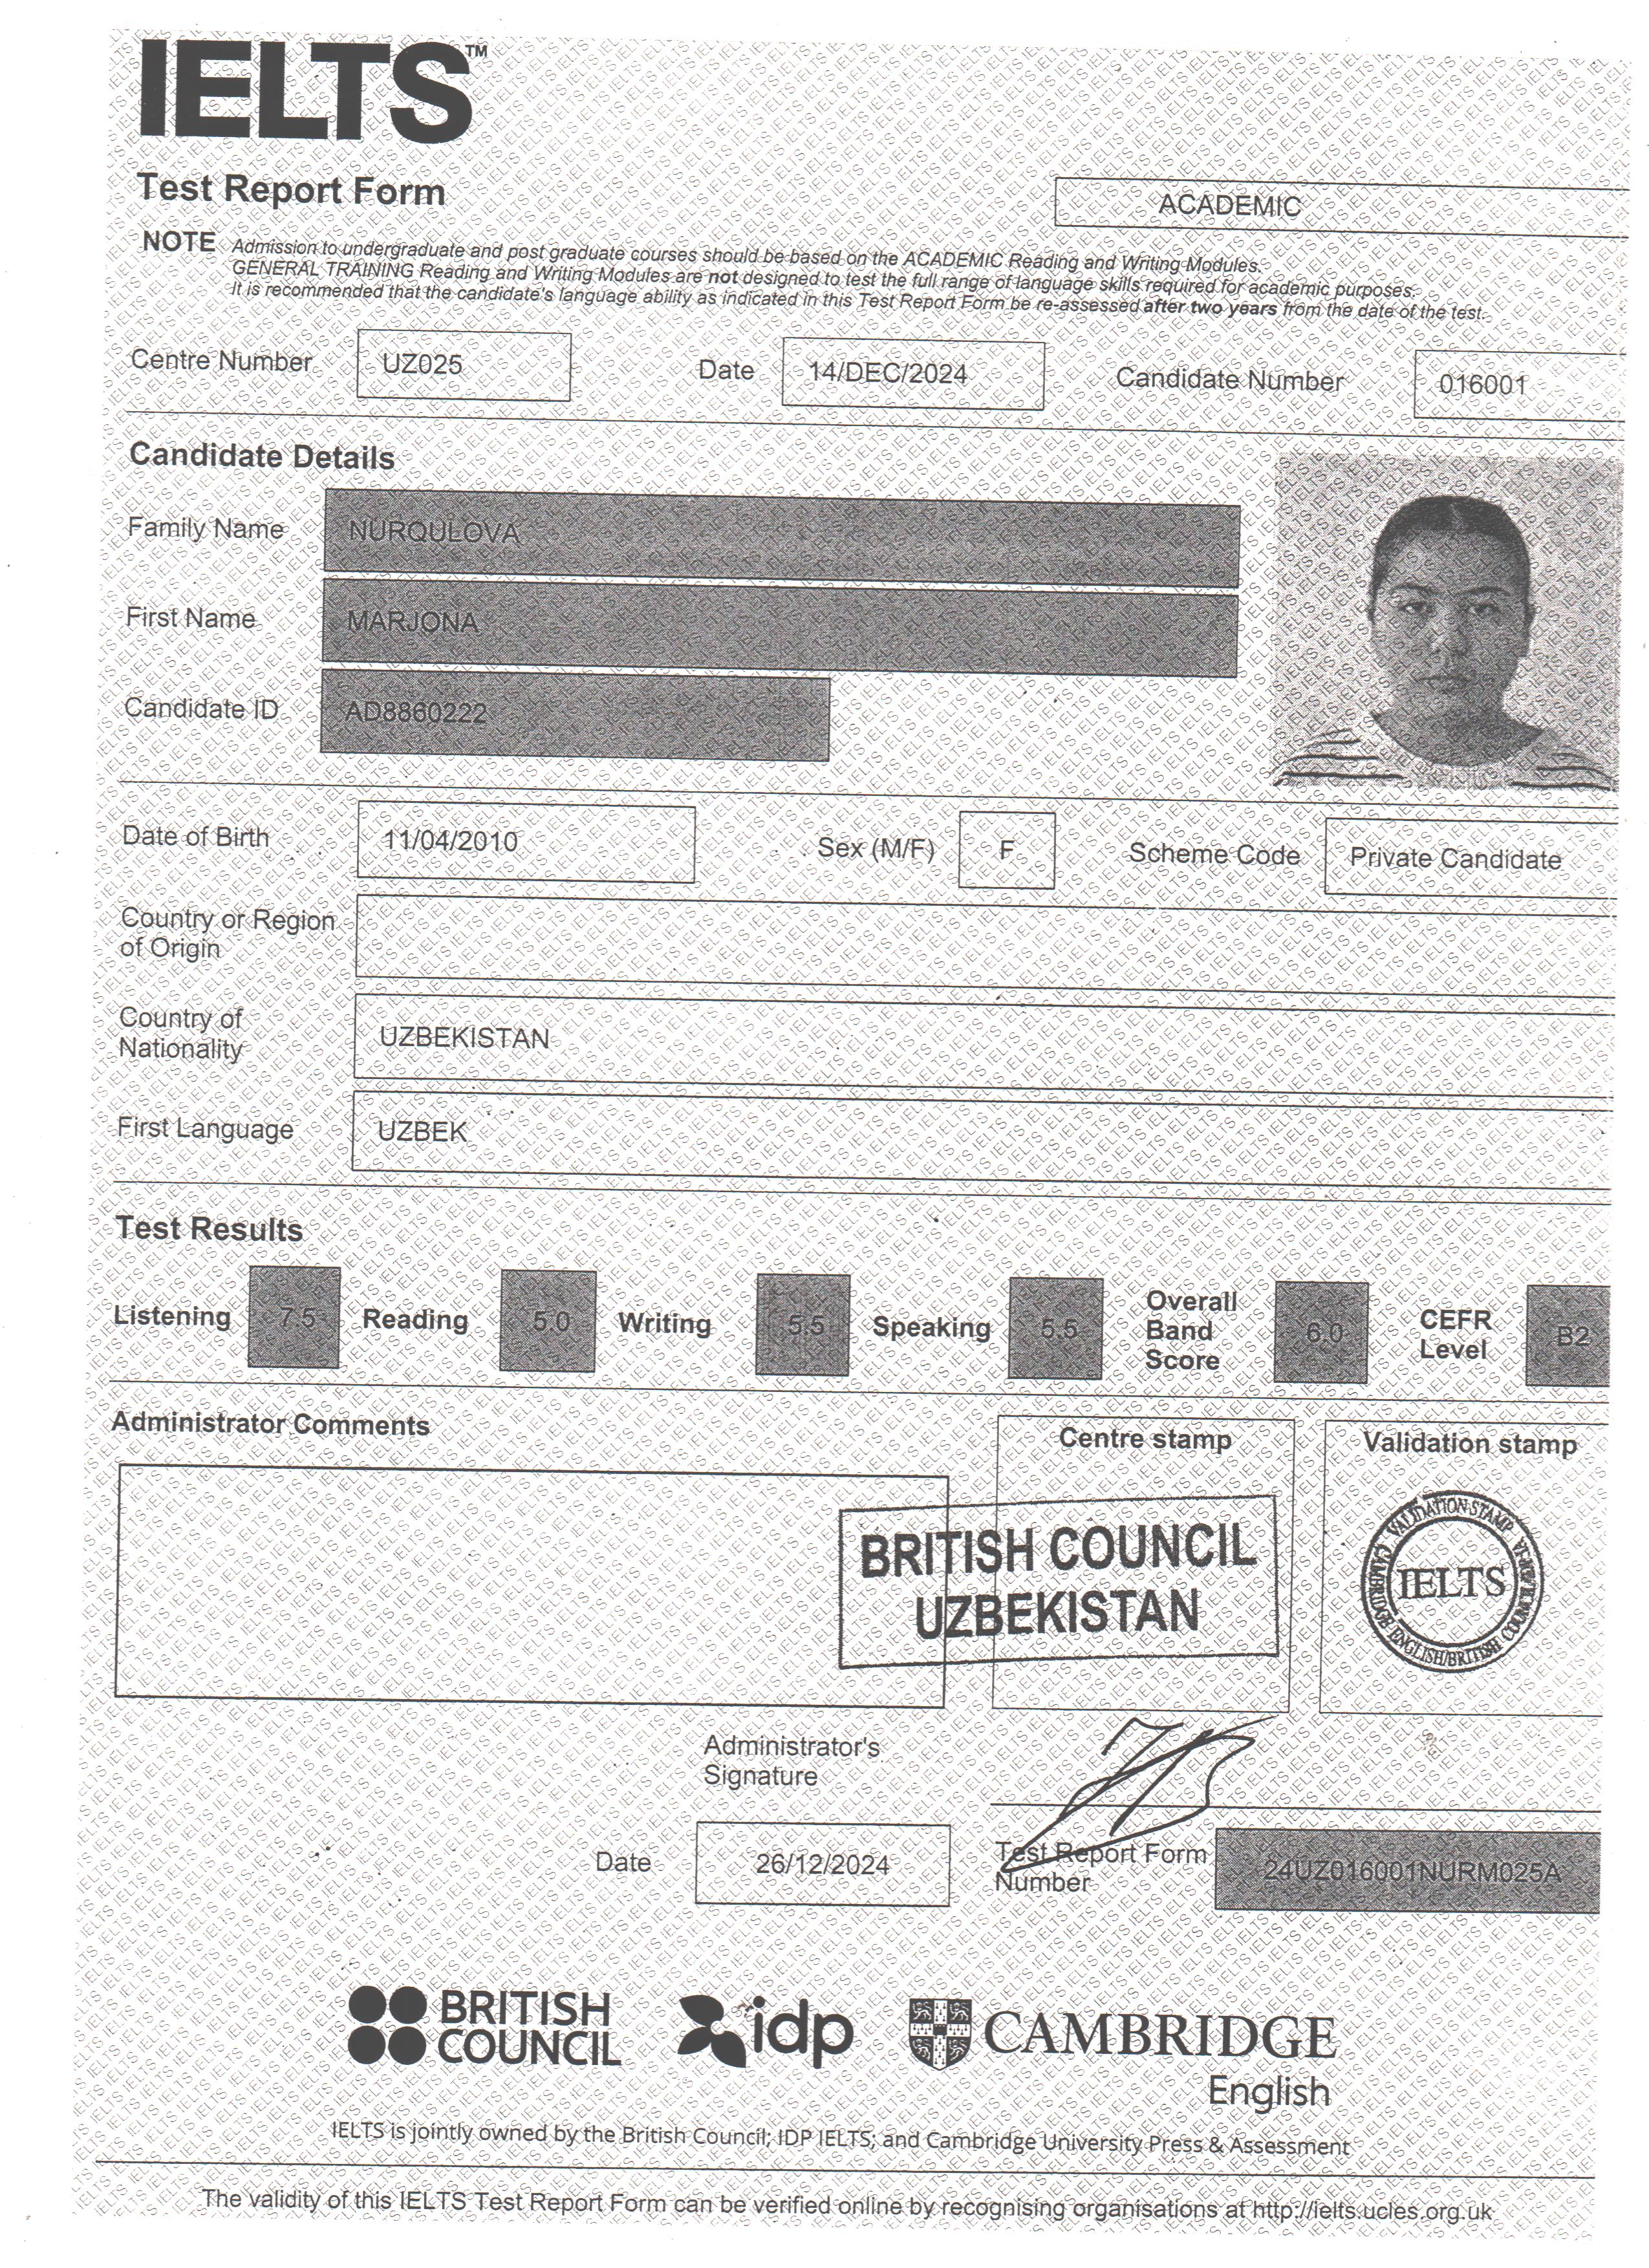 IELTS™
Test Report Form
ACADEMIC
NOTE Admission to undergraduate and post graduate courses should be based on the ACADEMIC Reading and Writing Modules.
GENERAL TRAINING Reading and Writing Modules are not designed to test the full range of language skills required for academic purposes.
It is recommended that the candidate's language ability as indicated in this Test Report Form be re-assessed after two years from the date of the test.
Centre Number UZ025 Date 14/DEC/2024 Candidate Number 016001
Candidate Details
Family Name NURQULOVA
First Name MARJONA
Candidate ID AD8860222
Date of Birth 11/04/2010 Sex (M/F) F Scheme Code Private Candidate
Country or Region
of Origin
Country of
Nationality UZBEKISTAN
First Language UZBEK
Test Results
Listening 7.5 Reading 5.0 Writing 5.5 Speaking 5.5 Overall Band Score 6.0 CEFR Level B2
Administrator Comments
Centre stamp
Validation stamp
BRITISH COUNCIL
UZBEKISTAN
VALIDATION STAMP
IELTS
CAMBRIDGE ENGLISH/BRITISH COUNCIL/IDP:IA
Administrator's
Signature
Date 26/12/2024 Test Report Form
Number 24UZ016001NURM025A
BRITISH
COUNCIL
idp
CAMBRIDGE
English
IELTS is jointly owned by the British Council; IDP IELTS; and Cambridge University Press & Assessment
The validity of this IELTS Test Report Form can be verified online by recognising organisations at http://ielts.ucles.org.uk